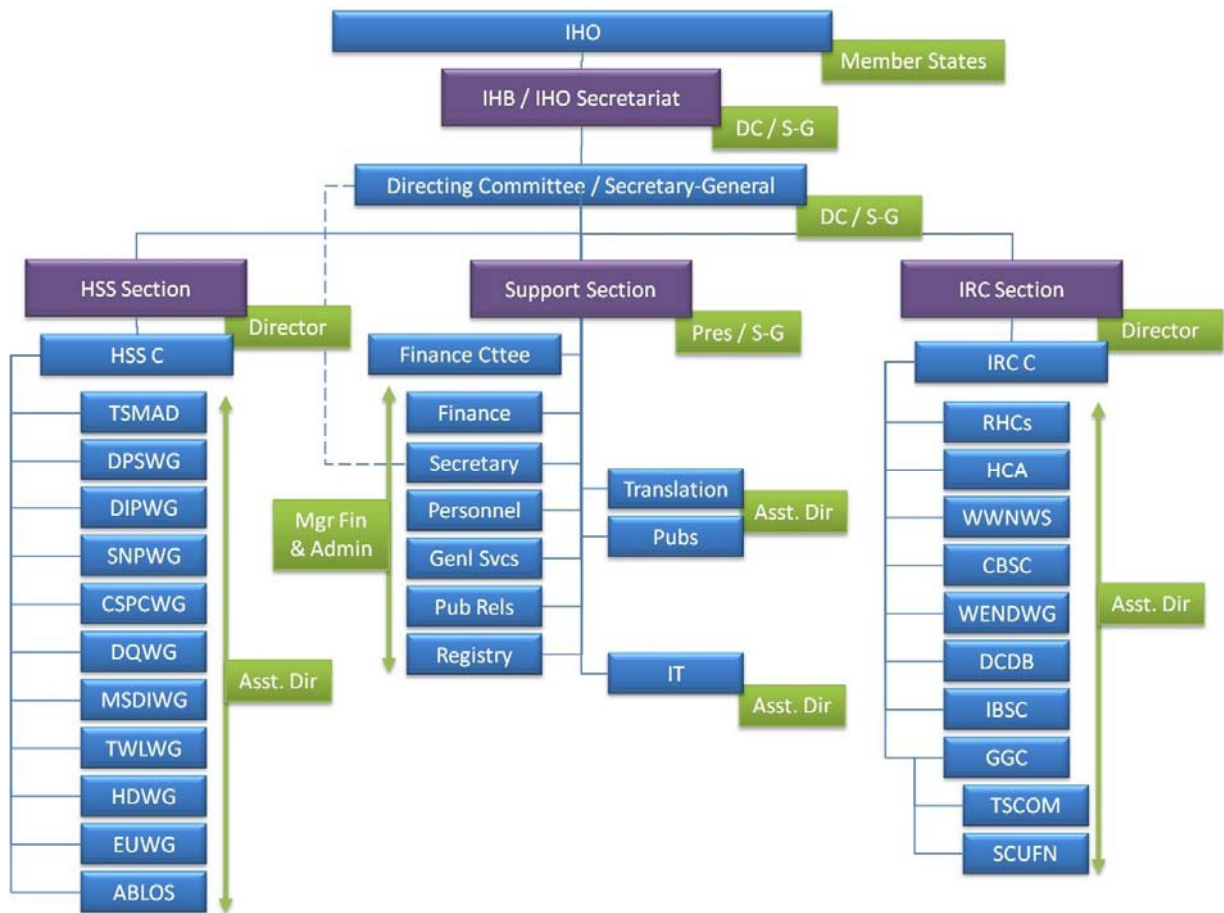 IHO
Member States
IHB / IHO Secretariat
DC / S-G
Directing Committee / Secretary-General
DC / S-G
HSS Section
Director
HSS C
TSMAD
DPSWG
DIPWG
SNPWG
CSPCWG
DQWG
MSDIWG
TWLWG
HDWG
EUWG
ABLOS
Asst. Dir
Support Section
Pres / S-G
Finance Cttee
Finance
Secretary
Personnel
Genl Svcs
Pub Rels
Registry
Mgr Fin
& Admin
Translation
Pubs
Asst. Dir
IT
Asst. Dir
IRC Section
Director
IRC C
RHCs
HCA
WWNWS
CBSC
WENDWG
DCDB
IBSC
GGC
TSCOM
SCUFN
Asst. Dir